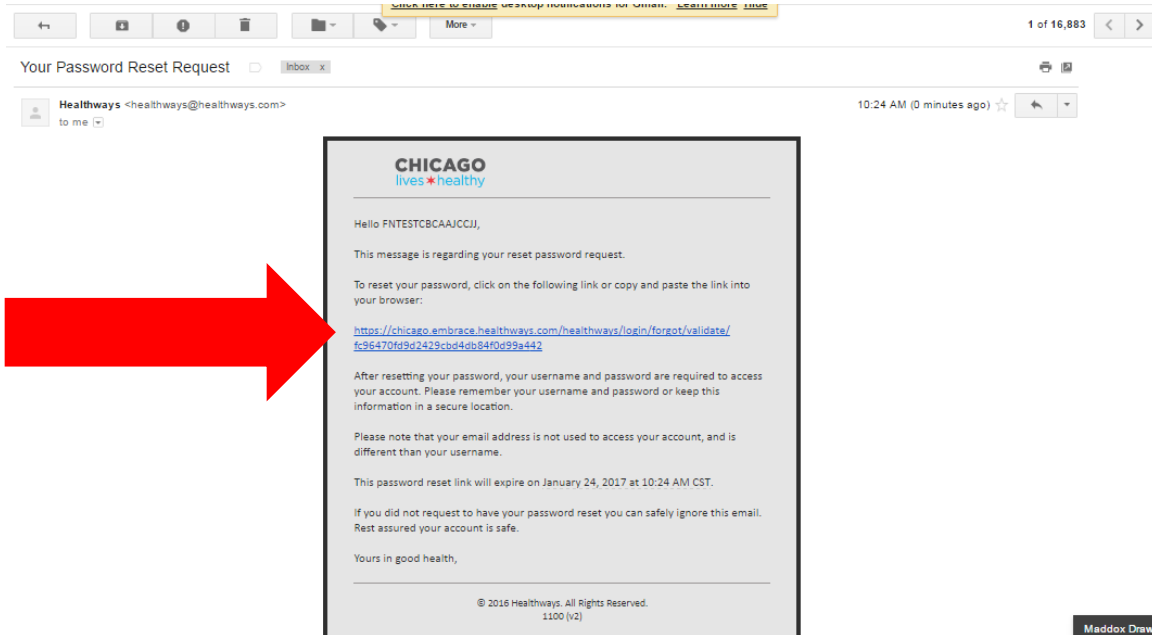 Click here to enable desktop notifications for Gmail. Learn more Hide
More
1 of 16,883
Your Password Reset Request
Inbox x
Healthways <healthways@healthways.com>
10:24 AM (0 minutes ago)
to me
CHICAGO
lives✶healthy
Hello FNTESTCBCAAJCCJJ,
This message is regarding your reset password request.
To reset your password, click on the following link or copy and paste the link into
your browser:
https://chicago.embrace.healthways.com/healthways/login/forgot/validate/
fc96470fd9d2429cbd4db84f0d99a442
After resetting your password, your username and password are required to access
your account. Please remember your username and password or keep this
information in a secure location.
Please note that your email address is not used to access your account, and is
different than your username.
This password reset link will expire on January 24, 2017 at 10:24 AM CST.
If you did not request to have your password reset you can safely ignore this email.
Rest assured your account is safe.
Yours in good health,
© 2016 Healthways. All Rights Reserved.
1100 (v2)
Maddox Draw